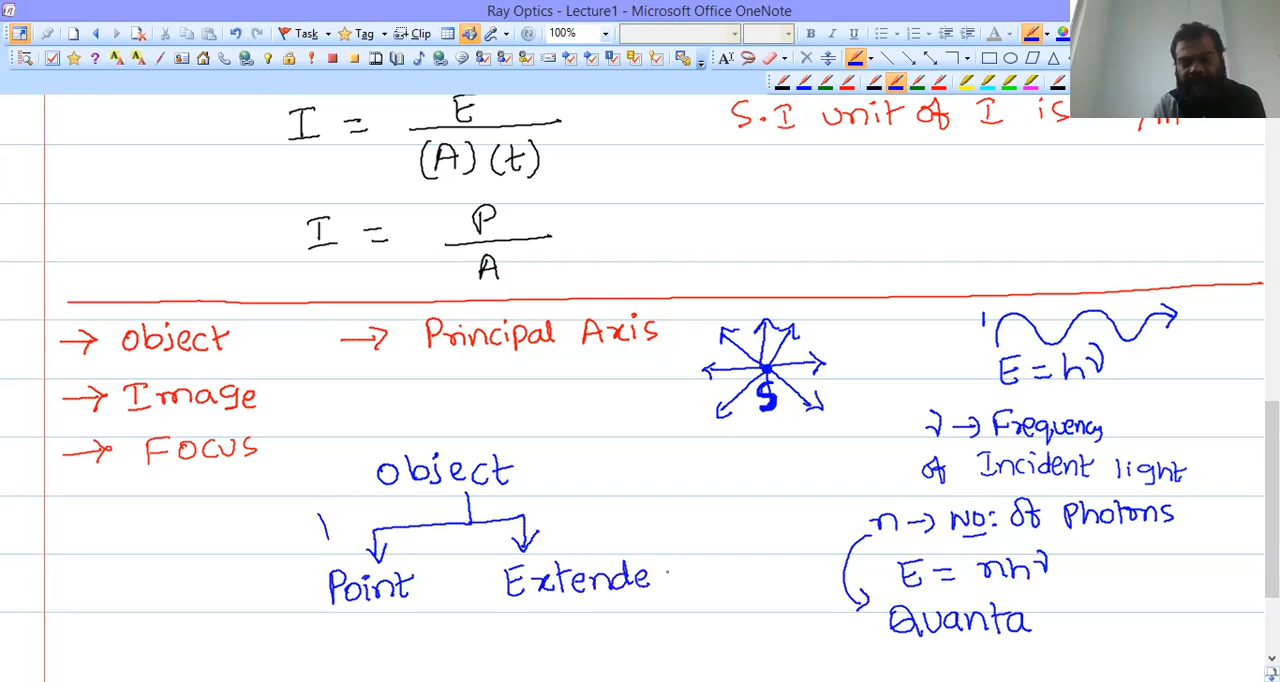 Ray Optics - Lecture1 - Microsoft Office OneNote
Task Tag Clip 100% B I U A
I = E / (A) (t)
S.I unit of I is
I = P / A
→ Object → Principal Axis
→ Image
→ Focus
S
E = hν
ν → Frequency
of Incident light
n → No: of Photons
E = nhν
Quanta
Object
Point Extende